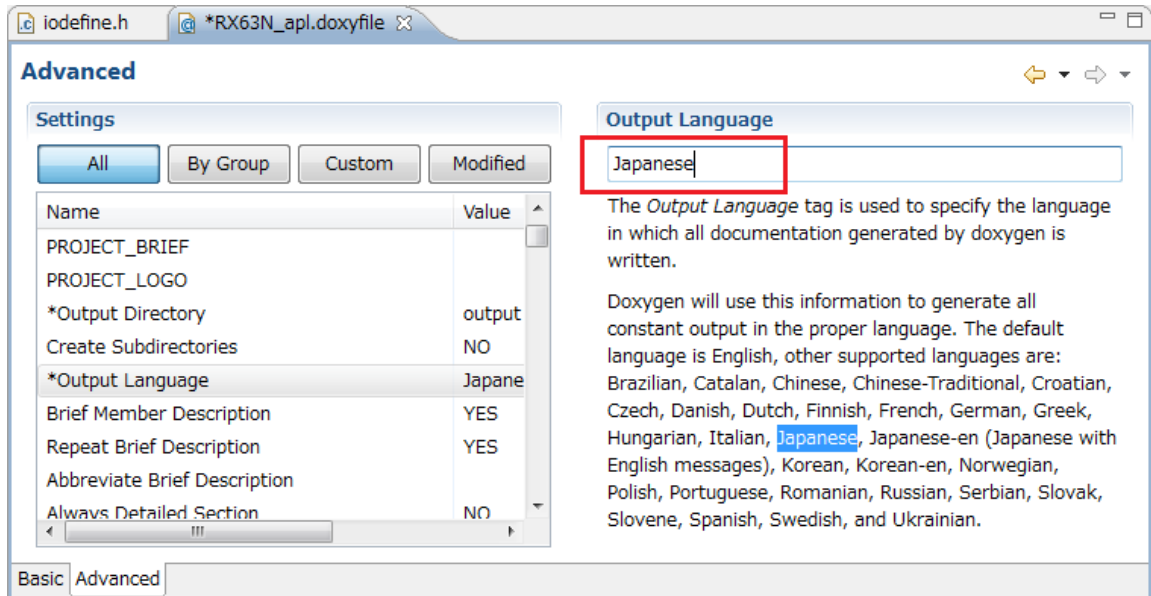 iodefine.h
*RX63N_apl.doxyfile
Advanced
Settings
All By Group Custom Modified
Name Value
PROJECT_BRIEF
PROJECT_LOGO
*Output Directory output
Create Subdirectories NO
*Output Language Japane
Brief Member Description YES
Repeat Brief Description YES
Abbreviate Brief Description
Always Detailed Section NO
Output Language
Japanese
The Output Language tag is used to specify the language
in which all documentation generated by doxygen is
written.
Doxygen will use this information to generate all
constant output in the proper language. The default
language is English, other supported languages are:
Brazilian, Catalan, Chinese, Chinese-Traditional, Croatian,
Czech, Danish, Dutch, Finnish, French, German, Greek,
Hungarian, Italian, Japanese, Japanese-en (Japanese with
English messages), Korean, Korean-en, Norwegian,
Polish, Portuguese, Romanian, Russian, Serbian, Slovak,
Slovene, Spanish, Swedish, and Ukrainian.
Basic Advanced